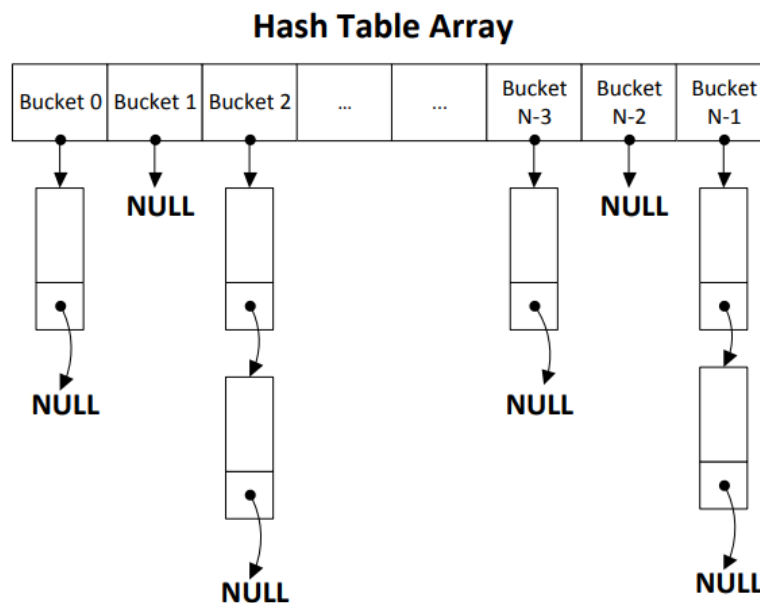 Hash Table Array
Bucket 0
Bucket 1
Bucket 2
...
...
Bucket
N-3
Bucket
N-2
Bucket
N-1
NULL
NULL
NULL
NULL
NULL
NULL